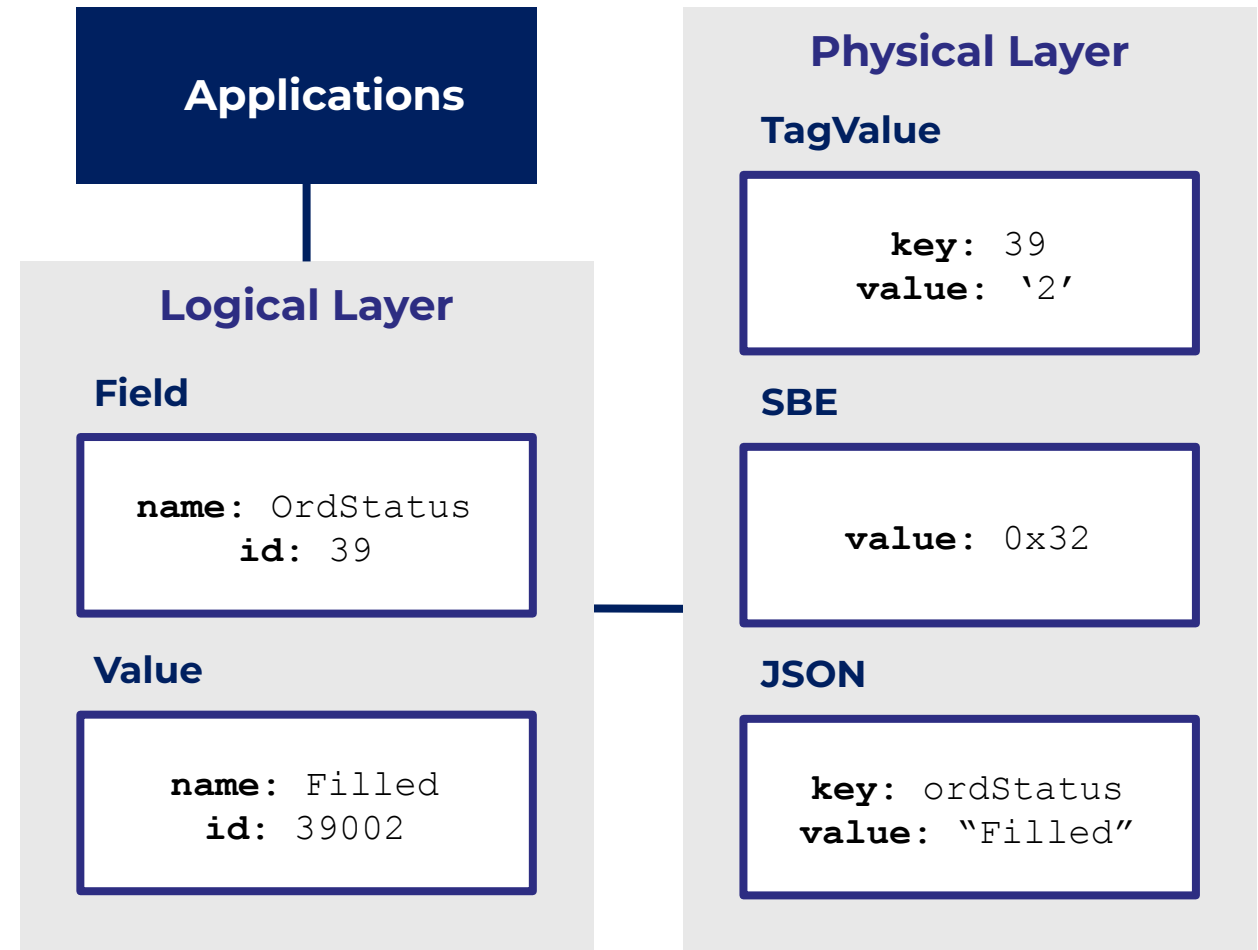 Applications
Logical Layer
Field
name: OrdStatus
id: 39
Value
name: Filled
id: 39002
Physical Layer
TagValue
key: 39
value: ‘2’
SBE
value: 0x32
JSON
key: ordStatus
value: “Filled”